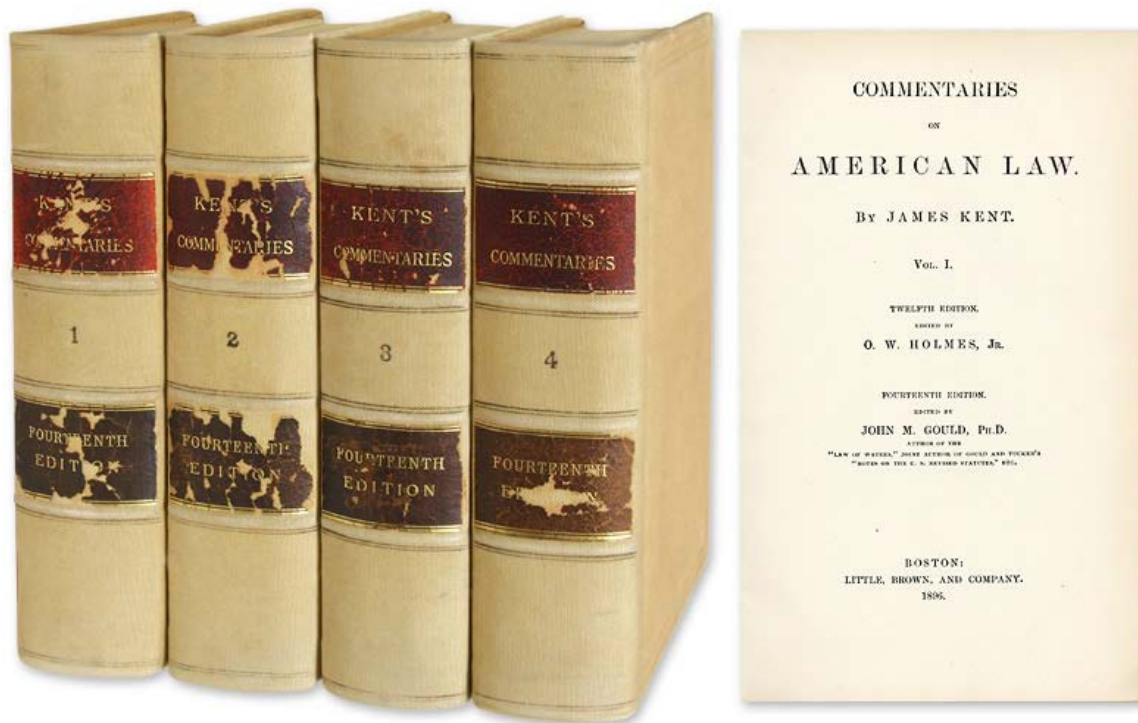 KENT'S
COMMENTARIES
1
FOURTEENTH
EDITION
KENT'S
COMMENTARIES
2
FOURTEENTH
EDITION
KENT'S
COMMENTARIES
3
FOURTEENTH
EDITION
KENT'S
COMMENTARIES
4
FOURTEENTH
COMMENTARIES
ON
AMERICAN LAW.
BY JAMES KENT.
VOL. I.
TWELFTH EDITION.
EDITED BY
O. W. HOLMES, JR.
FOURTEENTH EDITION.
EDITED BY
JOHN M. GOULD, PH.D.
AUTHOR OF THE
"LAW OF WATERS," JOINT AUTHOR OF GOULD AND TUCKER'S
"NOTES ON THE U. S. REVISED STATUTES," ETC.
BOSTON:
LITTLE, BROWN, AND COMPANY.
1896.